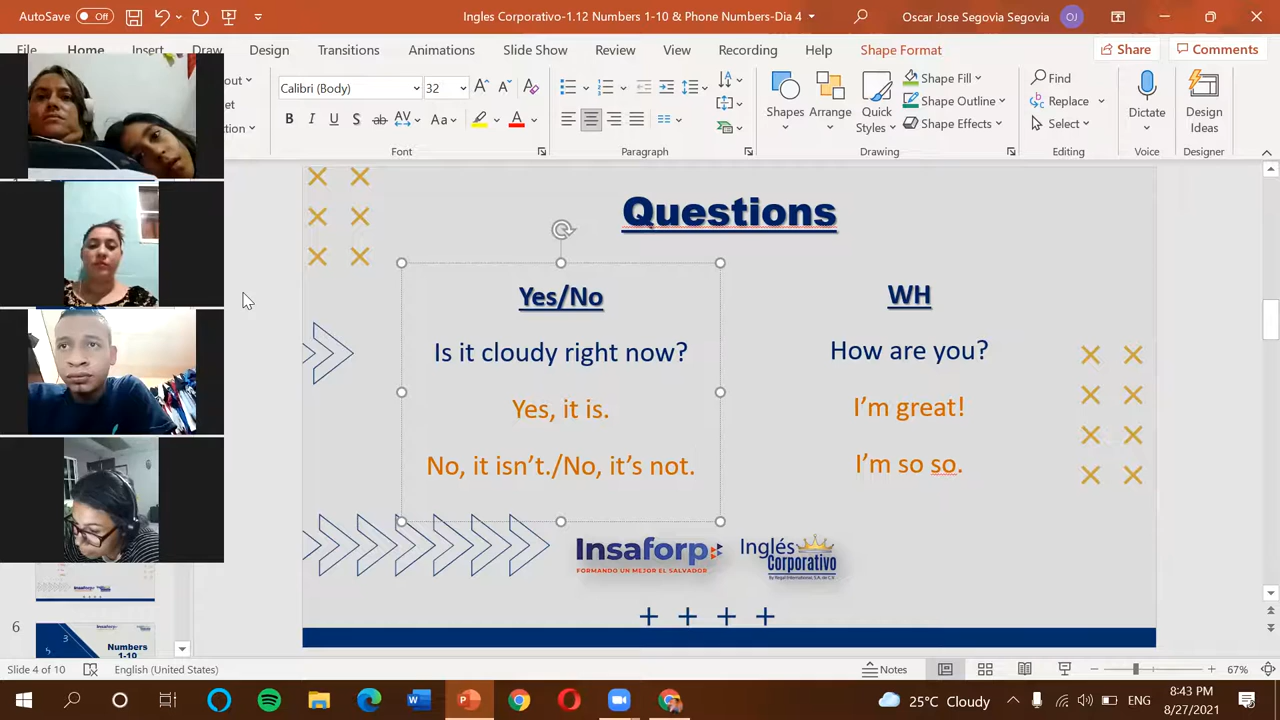 AutoSave Off Ingles Corporativo-1.12 Numbers 1-10 & Phone Numbers-Dia 4 Oscar Jose Segovia Segovia OJ
File Home Insert Draw Design Transitions Animations Slide Show Review View Recording Help Shape Format Share Comments
Calibri (Body) 32
Shapes Arrange Quick Styles
Shape Fill
Shape Outline
Shape Effects
Find
Replace
Select
Dictate
Design Ideas
Font Paragraph Drawing Editing Voice Designer
Questions
Yes/No
Is it cloudy right now?
Yes, it is.
No, it isn't./No, it's not.
WH
How are you?
I'm great!
I'm so so.
Insaforp
FORMANDO UN MEJOR EL SALVADOR
Inglés
Corporativo
by Regal International, S.A. de C.V.
6
Numbers
1-10
Slide 4 of 10 English (United States) Notes 67%
25°C Cloudy ENG 8:43 PM
8/27/2021